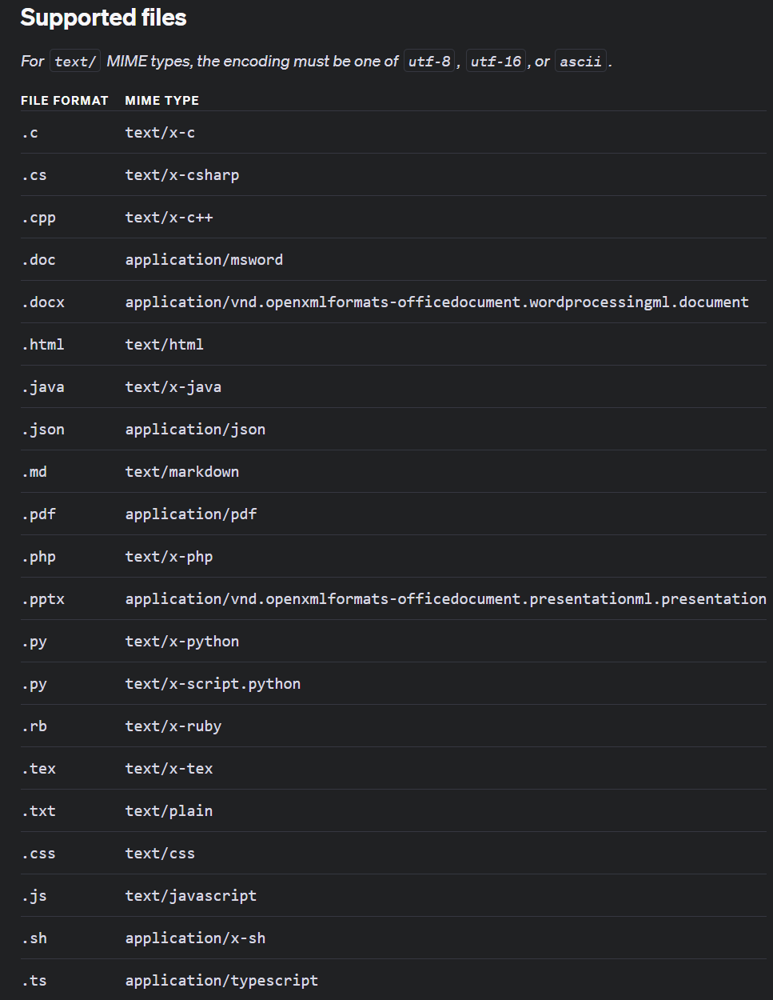 Supported files
For text/ MIME types, the encoding must be one of utf-8, utf-16, or ascii.
FILE FORMAT MIME TYPE
.c text/x-c
.cs text/x-csharp
.cpp text/x-c++
.doc application/msword
.docx application/vnd.openxmlformats-officedocument.wordprocessingml.document
.html text/html
.java text/x-java
.json application/json
.md text/markdown
.pdf application/pdf
.php text/x-php
.pptx application/vnd.openxmlformats-officedocument.presentationml.presentation
.py text/x-python
.py text/x-script.python
.rb text/x-ruby
.tex text/x-tex
.txt text/plain
.css text/css
.js text/javascript
.sh application/x-sh
.ts application/typescript